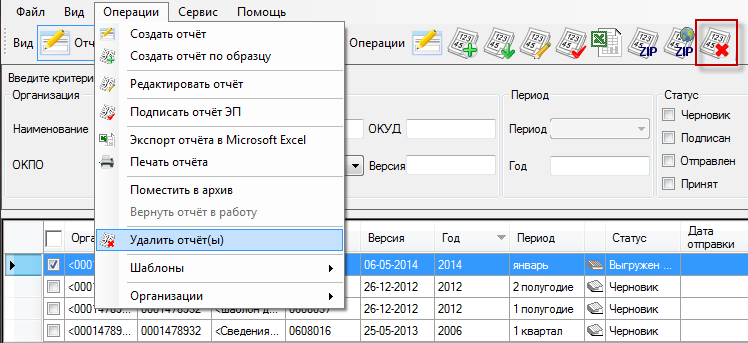 Файл Вид Операции Сервис Помощь
Вид Отч Операции ZIP ZIP
Создать отчёт
Создать отчёт по образцу
Редактировать отчёт
Подписать отчёт ЭП
Экспорт отчёта в Microsoft Excel
Печать отчёта
Поместить в архив
Вернуть отчёт в работу
Удалить отчёт(ы)
Шаблоны
Организации
Введите критери
Организация Период Статус
Наименование ОКУД Период Черновик
Подписан
ОКПО Версия Год Отправлен
Принят
Орга Версия Год Период Статус Дата отправки
<0001 06-05-2014 2014 январь Выгружен ...
<0001 26-12-2012 2012 2 полугодие Черновик
<0001 26-12-2012 2012 1 полугодие Черновик
<00014789... 0001478932 <Сведения... 0608016 25-05-2013 2006 1 квартал Черновик